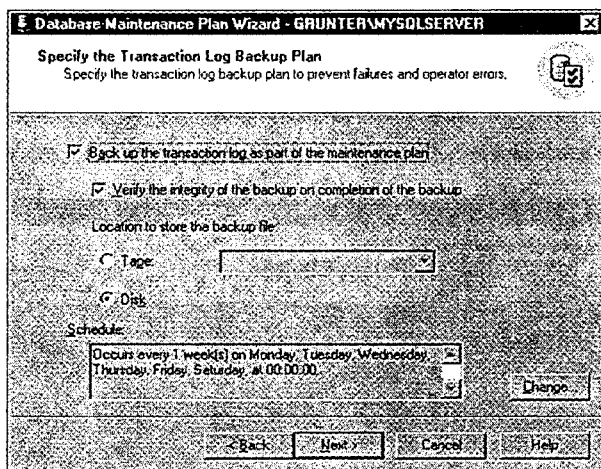 Database Maintenance Plan Wizard - GRUNTER\MYSQLSERVER
Specify the Transaction Log Backup Plan
Specify the transaction log backup plan to prevent failures and operator errors.
Back up the transaction log as part of the maintenance plan
Verify the integrity of the backup on completion of the backup
Location to store the backup file:
Tape:
Disk
Schedule:
Occurs every 1 week(s) on Monday, Tuesday, Wednesday,
Thursday, Friday, Saturday, at 00:00:00.
Change...
< Back
Next >
Cancel
Help